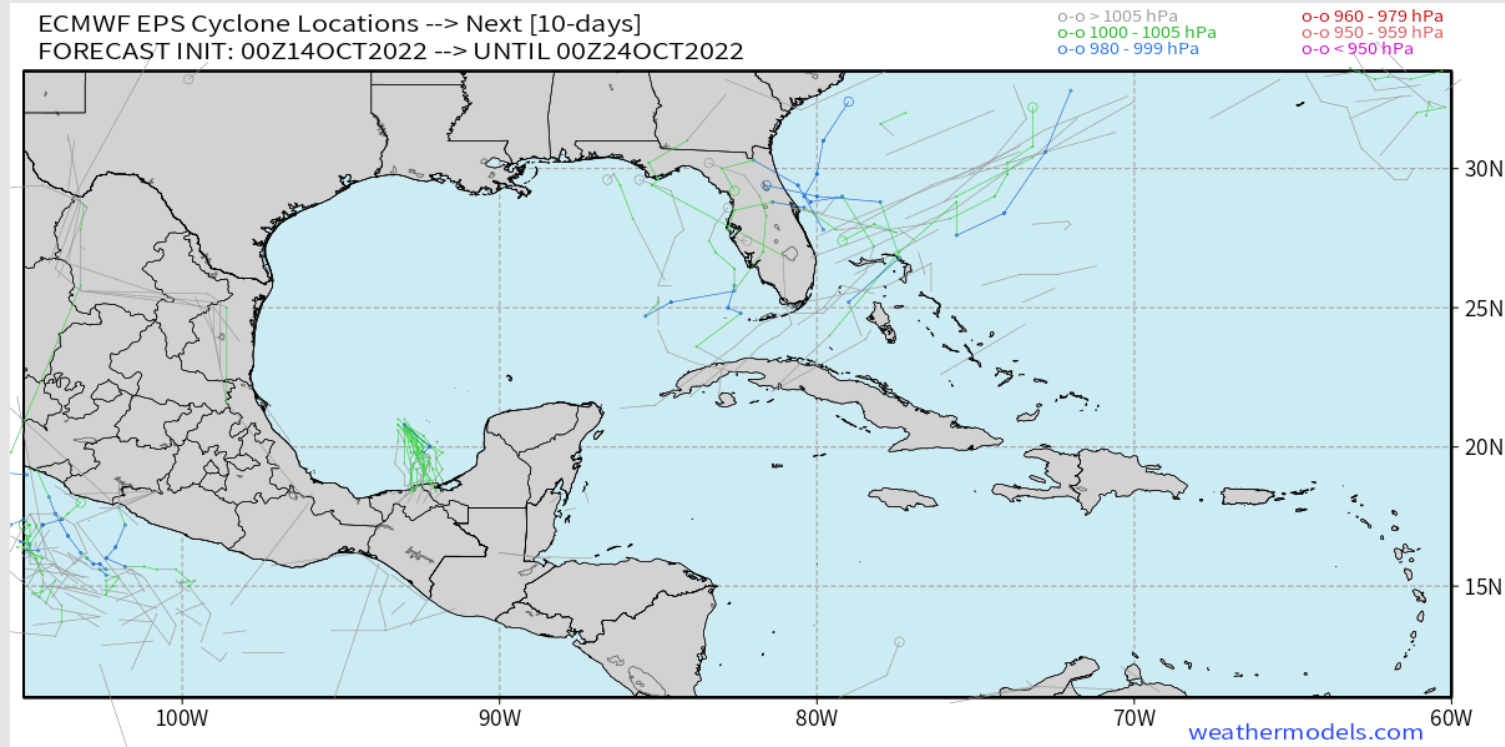 ECMWF EPS Cyclone Locations --> Next [10-days]
FORECAST INIT: 00Z14OCT2022 --> UNTIL 00Z24OCT2022
o-o > 1005 hPa
o-o 1000 - 1005 hPa
o-o 980 - 999 hPa
o-o 960 - 979 hPa
o-o 950 - 959 hPa
o-o < 950 hPa
30N
25N
20N
15N
100W
90W
80W
70W
60W
weathermodels.com